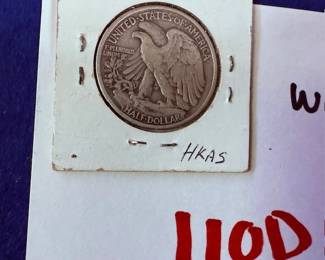 UNITED·STATES·OF·AMERICA
E·PLURIBUS
UNUM
HALF·DOLLAR
W
HKAS
110D